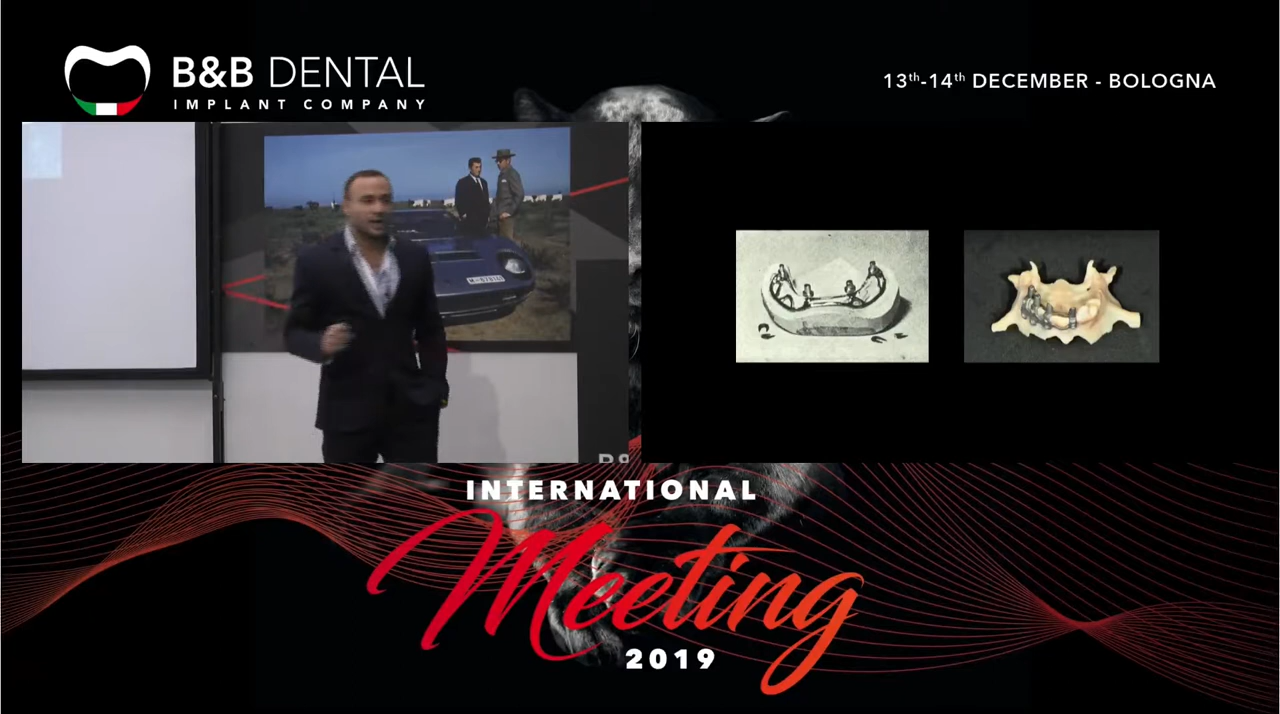 B&B DENTAL
IMPLANT COMPANY
13th-14th DECEMBER - BOLOGNA
INTERNATIONAL
Meeting
2019